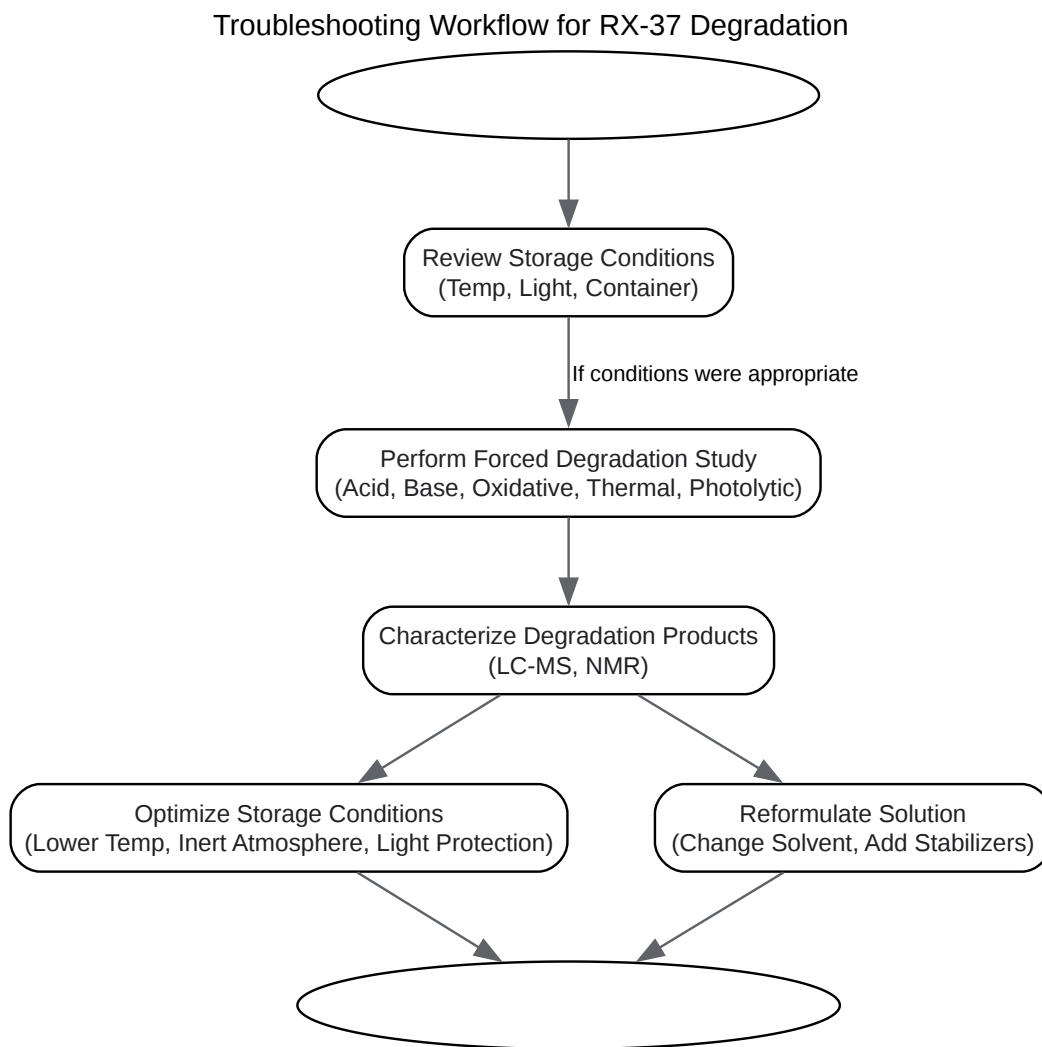 Troubleshooting Workflow for RX-37 Degradation
Review Storage Conditions
(Temp, Light, Container)
If conditions were appropriate
Perform Forced Degradation Study
(Acid, Base, Oxidative, Thermal, Photolytic)
Characterize Degradation Products
(LC-MS, NMR)
Optimize Storage Conditions
(Lower Temp, Inert Atmosphere, Light Protection)
Reformulate Solution
(Change Solvent, Add Stabilizers)